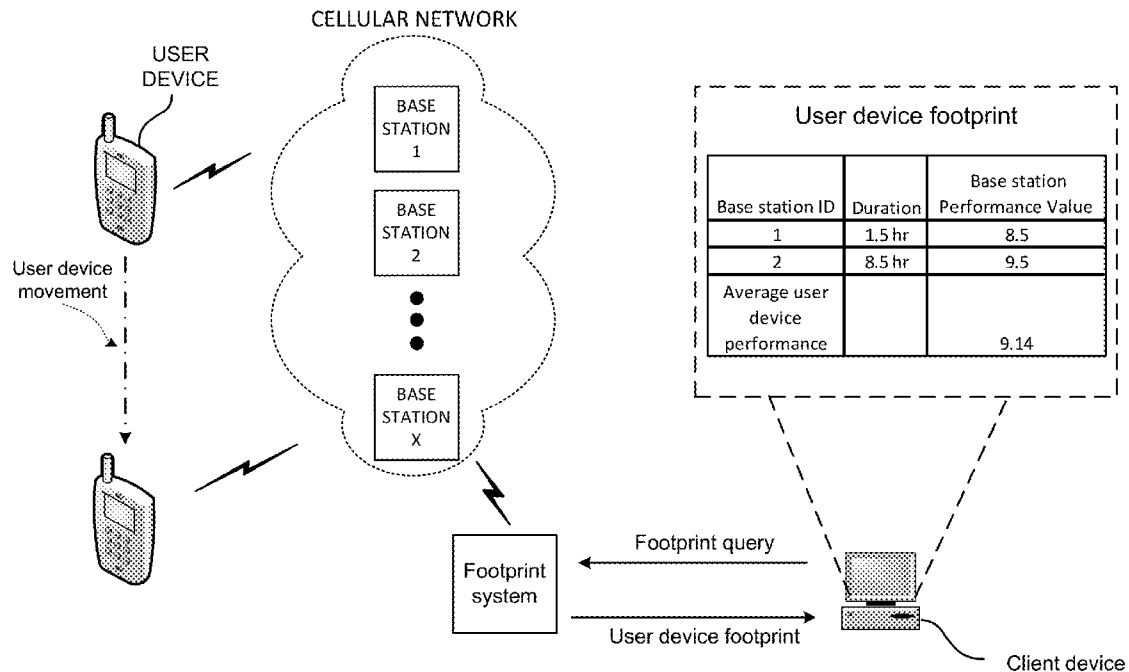 CELLULAR NETWORK
USER
DEVICE
BASE
STATION
1
BASE
STATION
2
BASE
STATION
X
User device
movement
User device footprint
Base station ID
Duration
Base station
Performance Value
1
1.5 hr
8.5
2
8.5 hr
9.5
Average user
device
performance
9.14
Footprint
system
Footprint query
User device footprint
Client device